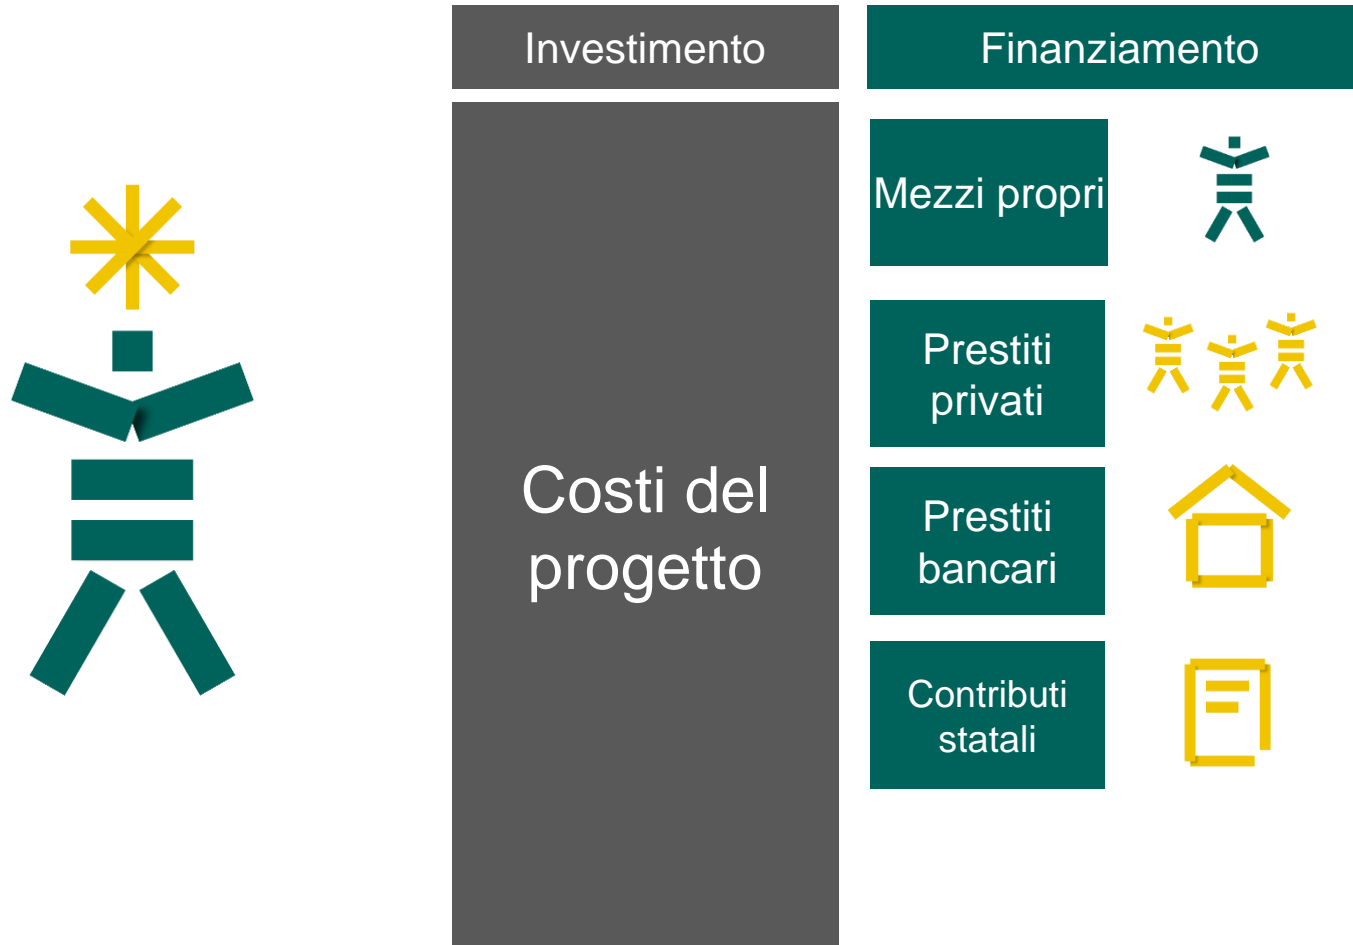 Investimento
Finanziamento
Costi del
progetto
Mezzi propri
Prestiti
privati
Prestiti
bancari
Contributi
statali